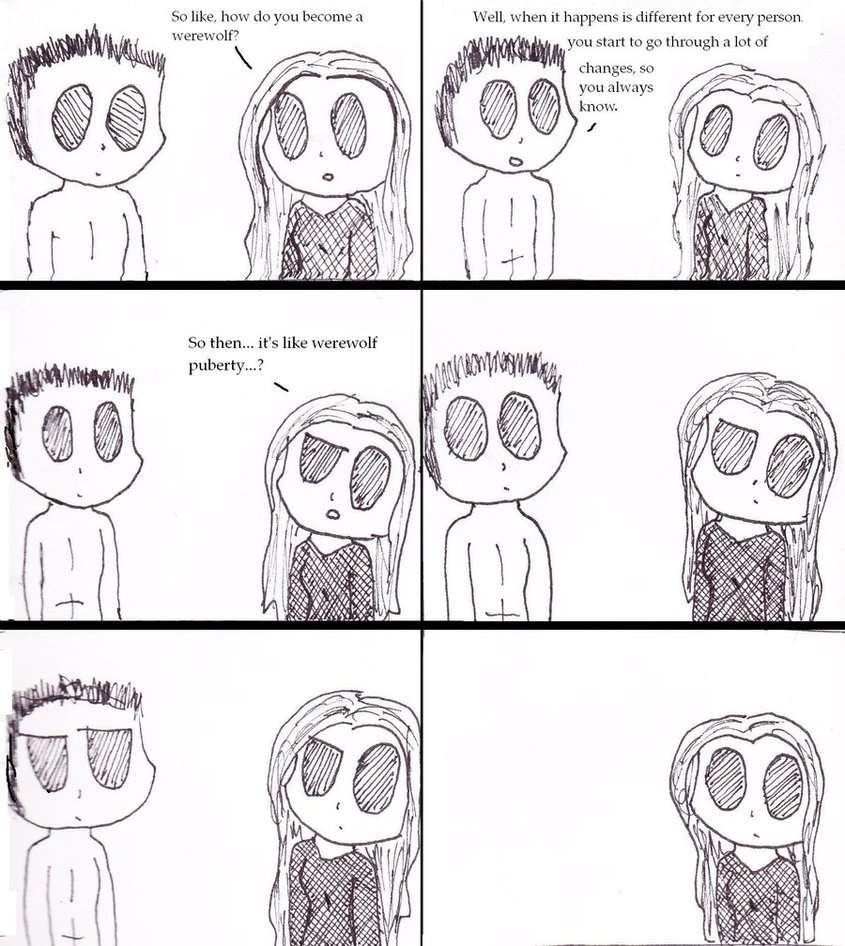 So like, how do you become a
werewolf?
Well, when it happens is different for every person.
you start to go through a lot of
changes, so
you always
know.
So then... it's like werewolf
puberty...?